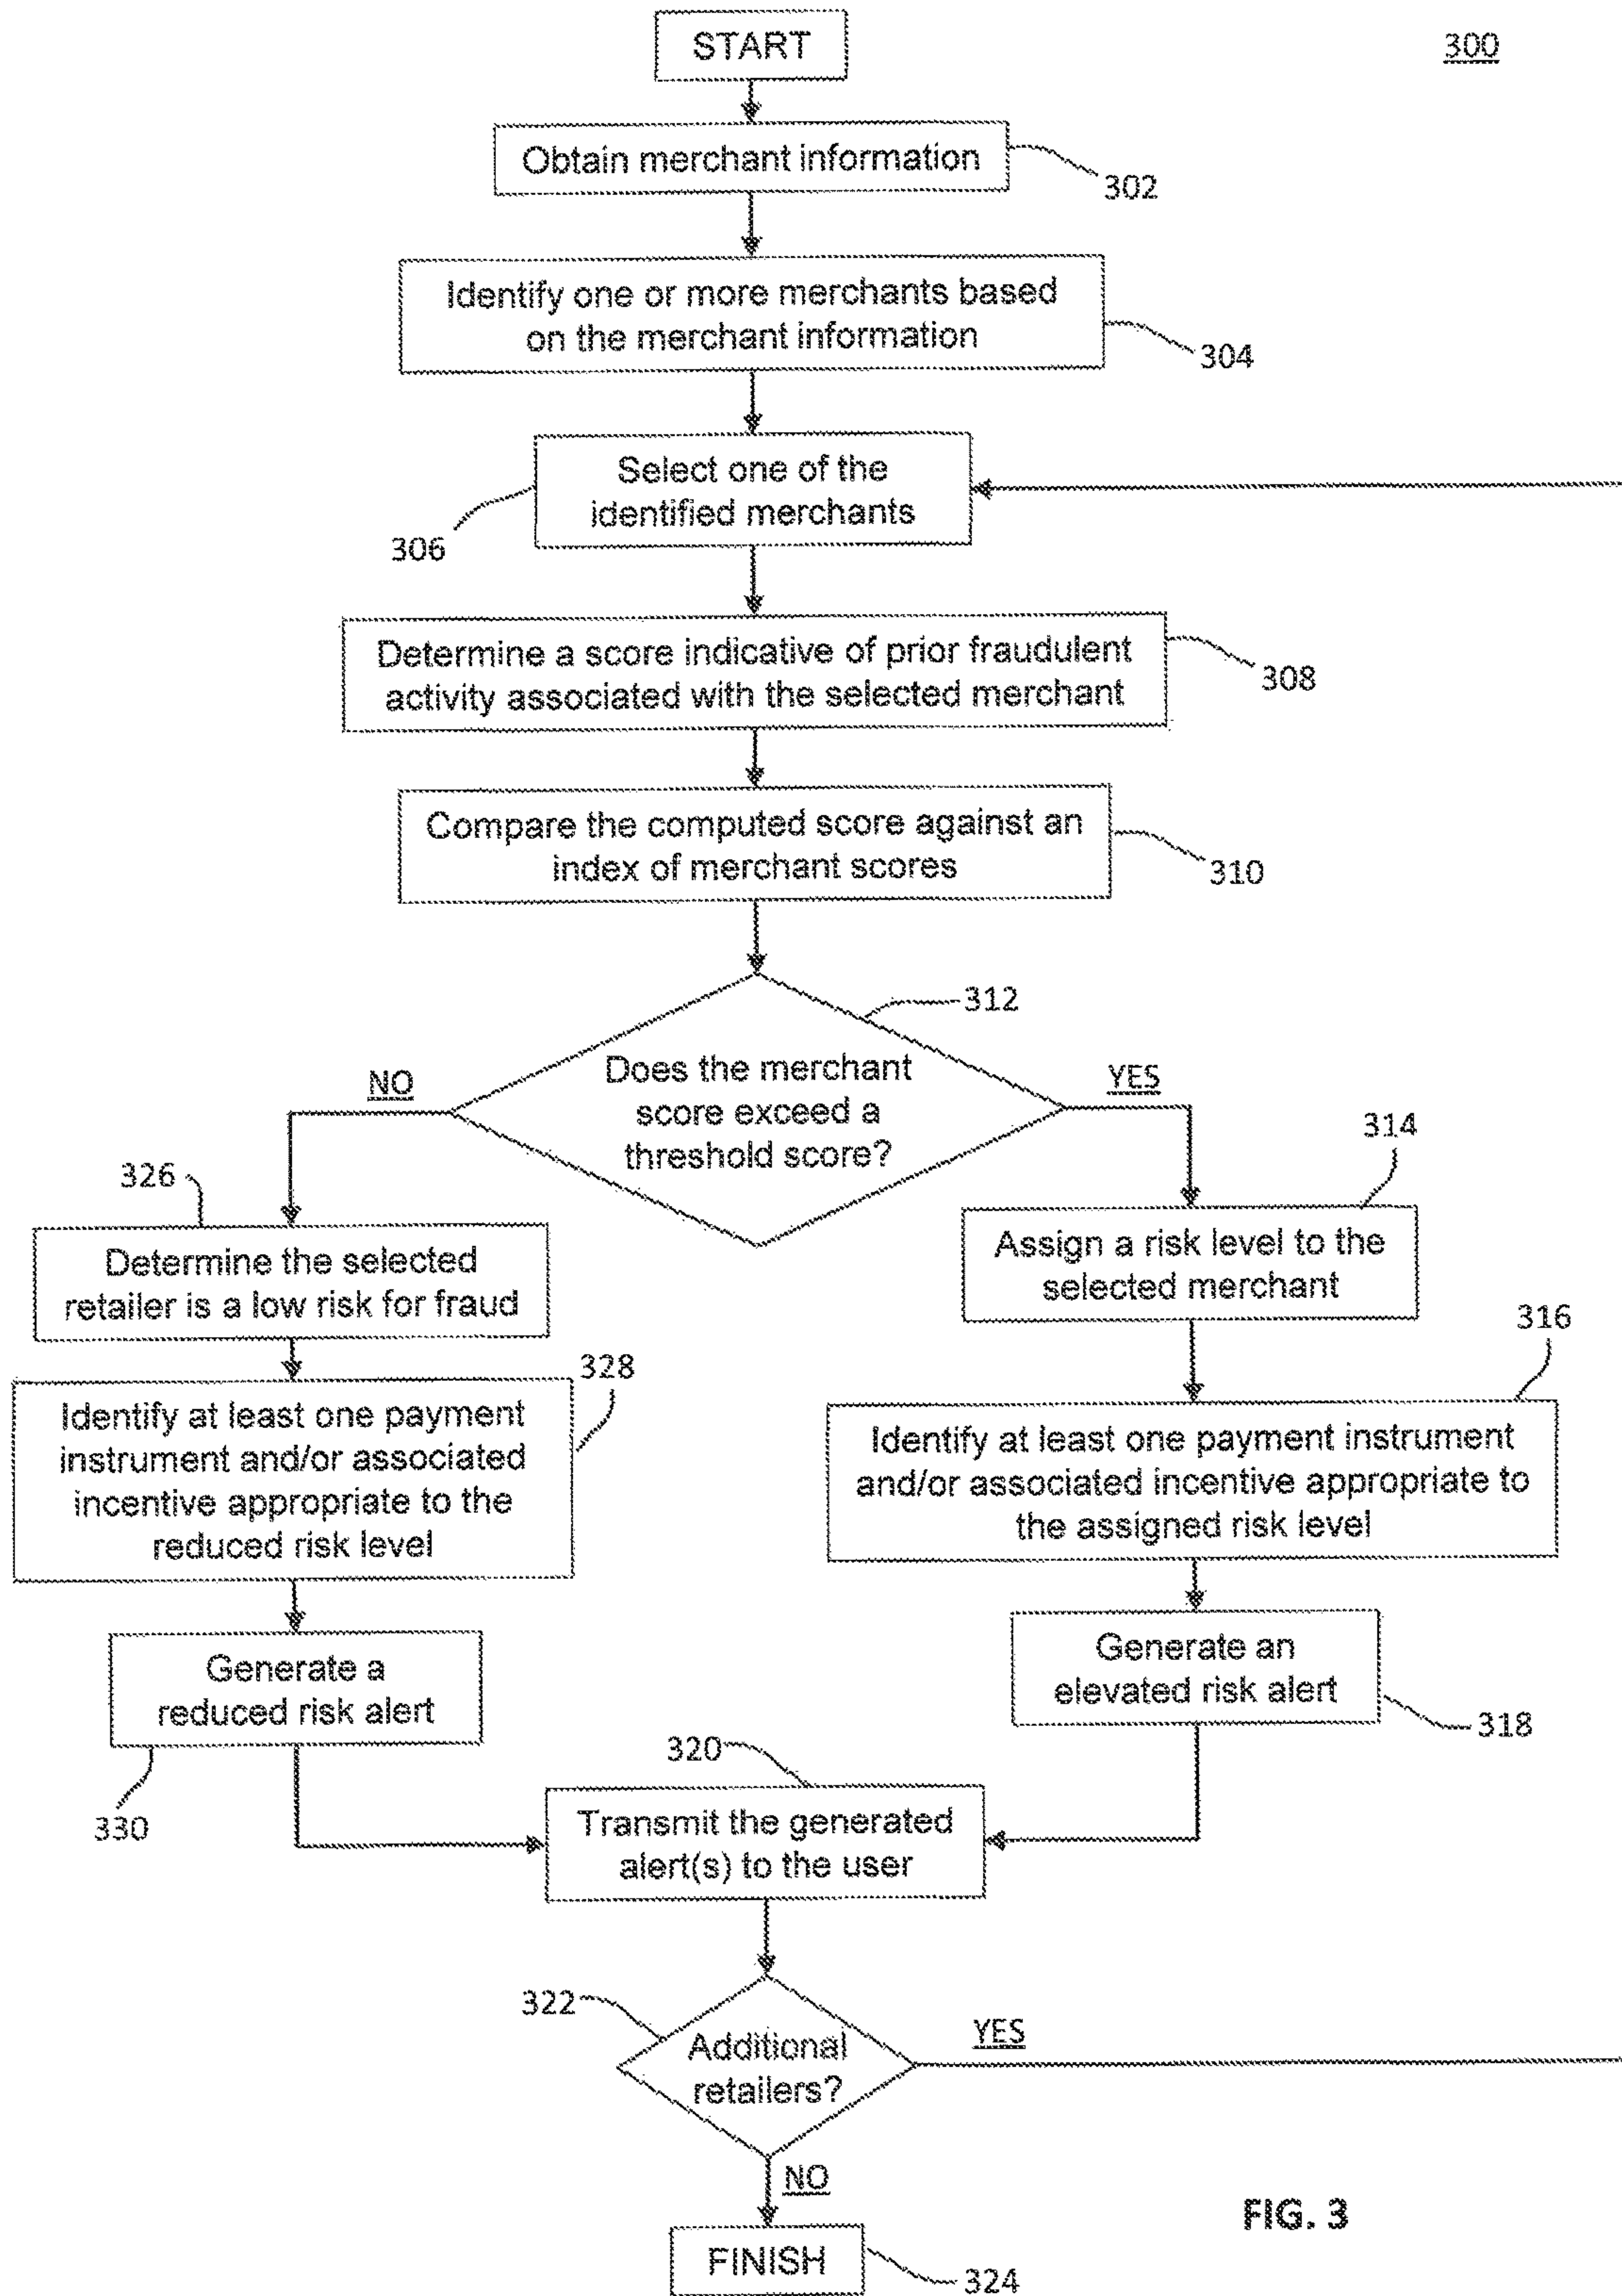 START
300
Obtain merchant information
302
Identify one or more merchants based
on the merchant information
304
Select one of the
identified merchants
306
Determine a score indicative of prior fraudulent
activity associated with the selected merchant
308
Compare the computed score against an
index of merchant scores
310
312
Does the merchant
score exceed a
threshold score?
NO
YES
326
Determine the selected
retailer is a low risk for fraud
314
Assign a risk level to the
selected merchant
328
Identify at least one payment
instrument and/or associated
incentive appropriate to the
reduced risk level
316
Identify at least one payment instrument
and/or associated incentive appropriate to
the assigned risk level
Generate a
reduced risk alert
330
Generate an
elevated risk alert
318
320
Transmit the generated
alert(s) to the user
322
Additional
retailers?
YES
NO
FINISH
324
FIG. 3